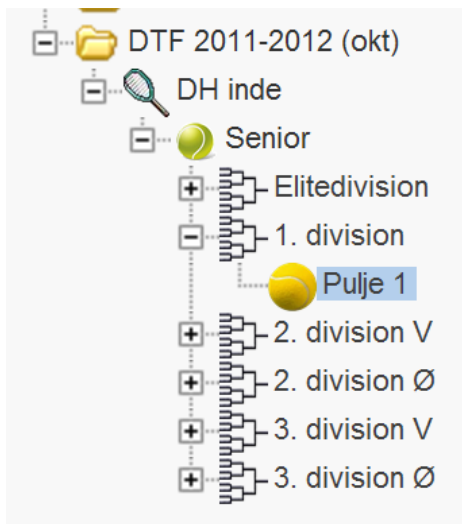 DTF 2011-2012 (okt)
DH inde
Senior
Elitedivision
1. division
Pulje 1
2. division V
2. division Ø
3. division V
3. division Ø